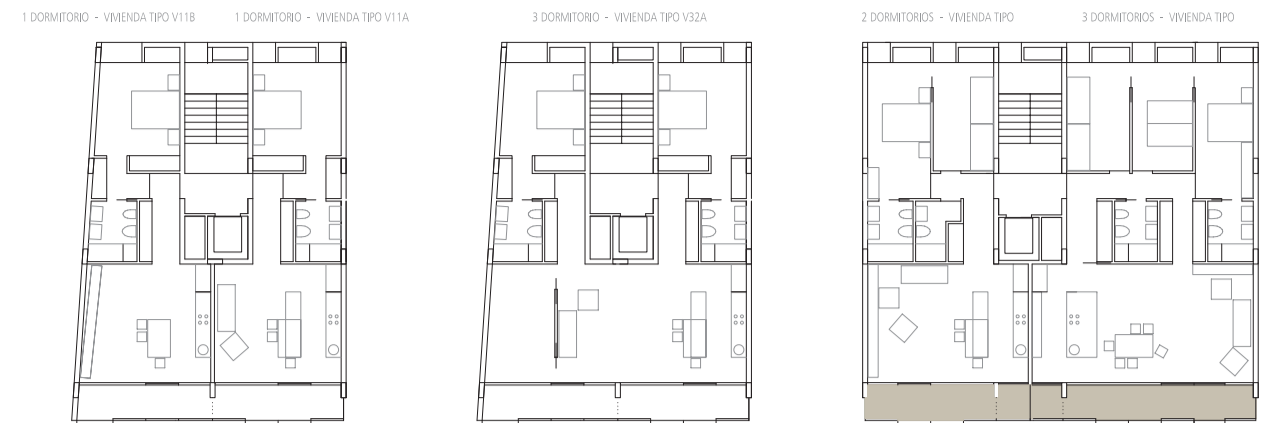 1 DORMITORIO - VIVIENDA TIPO V11B
1 DORMITORIO - VIVIENDA TIPO V11A
3 DORMITORIO - VIVIENDA TIPO V32A
2 DORMITORIOS - VIVIENDA TIPO
3 DORMITORIOS - VIVIENDA TIPO